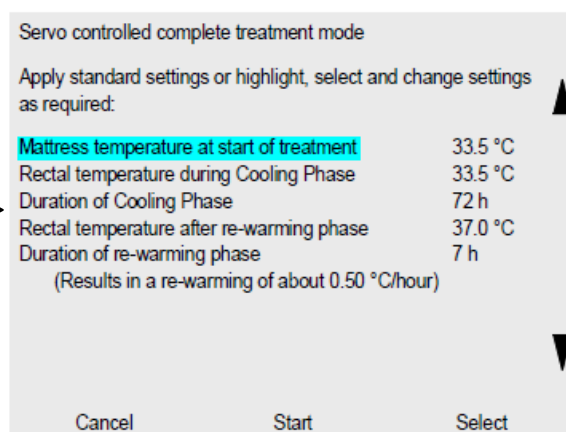 Servo controlled complete treatment mode
Apply standard settings or highlight, select and change settings
as required:
Mattress temperature at start of treatment 33.5 °C
Rectal temperature during Cooling Phase 33.5 °C
Duration of Cooling Phase 72 h
Rectal temperature after re-warming phase 37.0 °C
Duration of re-warming phase 7 h
(Results in a re-warming of about 0.50 °C/hour)
Cancel Start Select